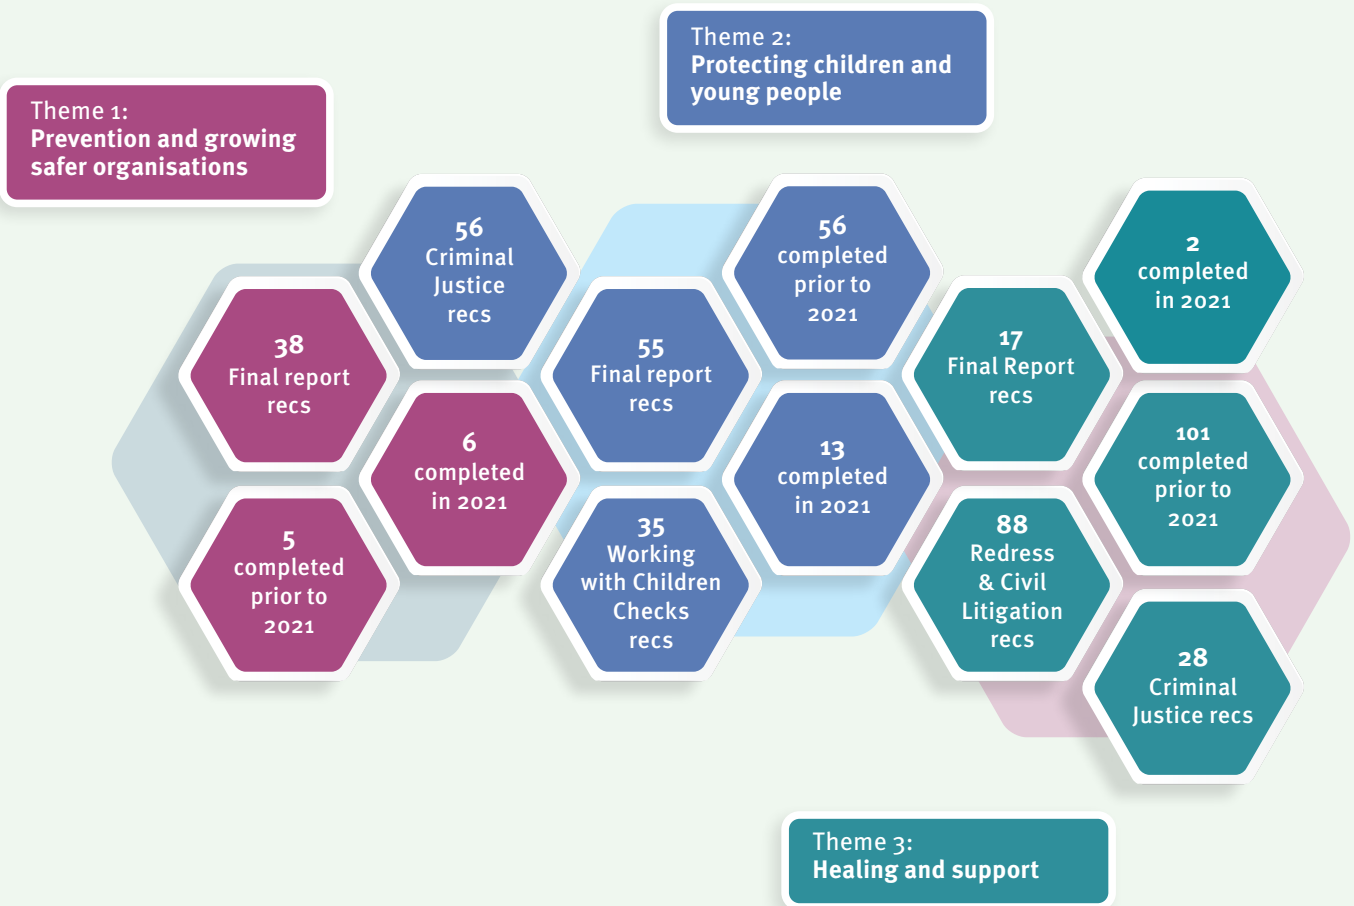 Theme 1:
Prevention and growing
safer organisations
Theme 2:
Protecting children and
young people
38
Final report
recs
5
completed
prior to
2021
6
completed
in 2021
56
Criminal
Justice
recs
55
Final report
recs
35
Working
with Children
Checks
recs
56
completed
prior to
2021
13
completed
in 2021
17
Final Report
recs
88
Redress
& Civil
Litigation
recs
2
completed
in 2021
101
completed
prior to
2021
28
Criminal
Justice recs
Theme 3:
Healing and support